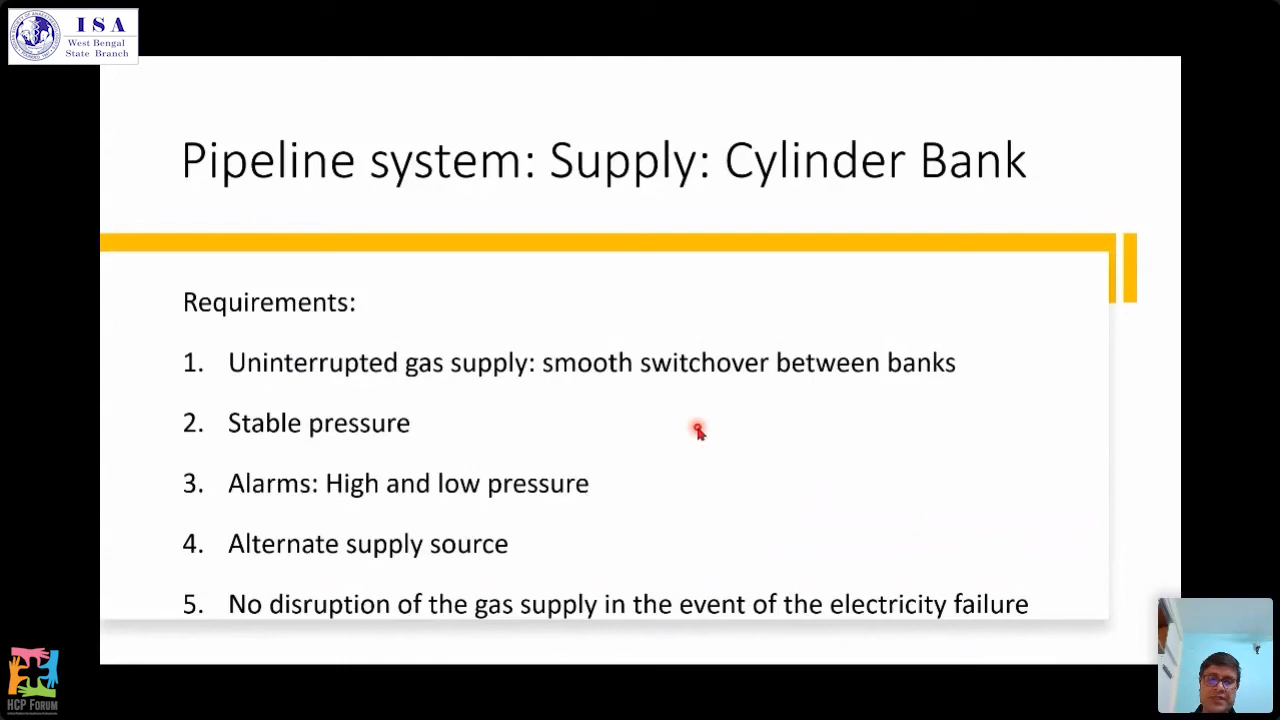 I S A
West Bengal
State Branch
Pipeline system: Supply: Cylinder Bank
Requirements:
1. Uninterrupted gas supply: smooth switchover between banks
2. Stable pressure
3. Alarms: High and low pressure
4. Alternate supply source
5. No disruption of the gas supply in the event of the electricity failure
HCP FORUM